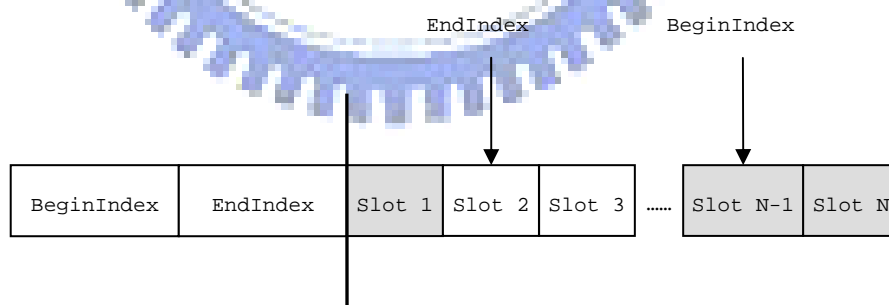 EndIndex BeginIndex
BeginIndex EndIndex Slot 1 Slot 2 Slot 3 ...... Slot N-1 Slot N